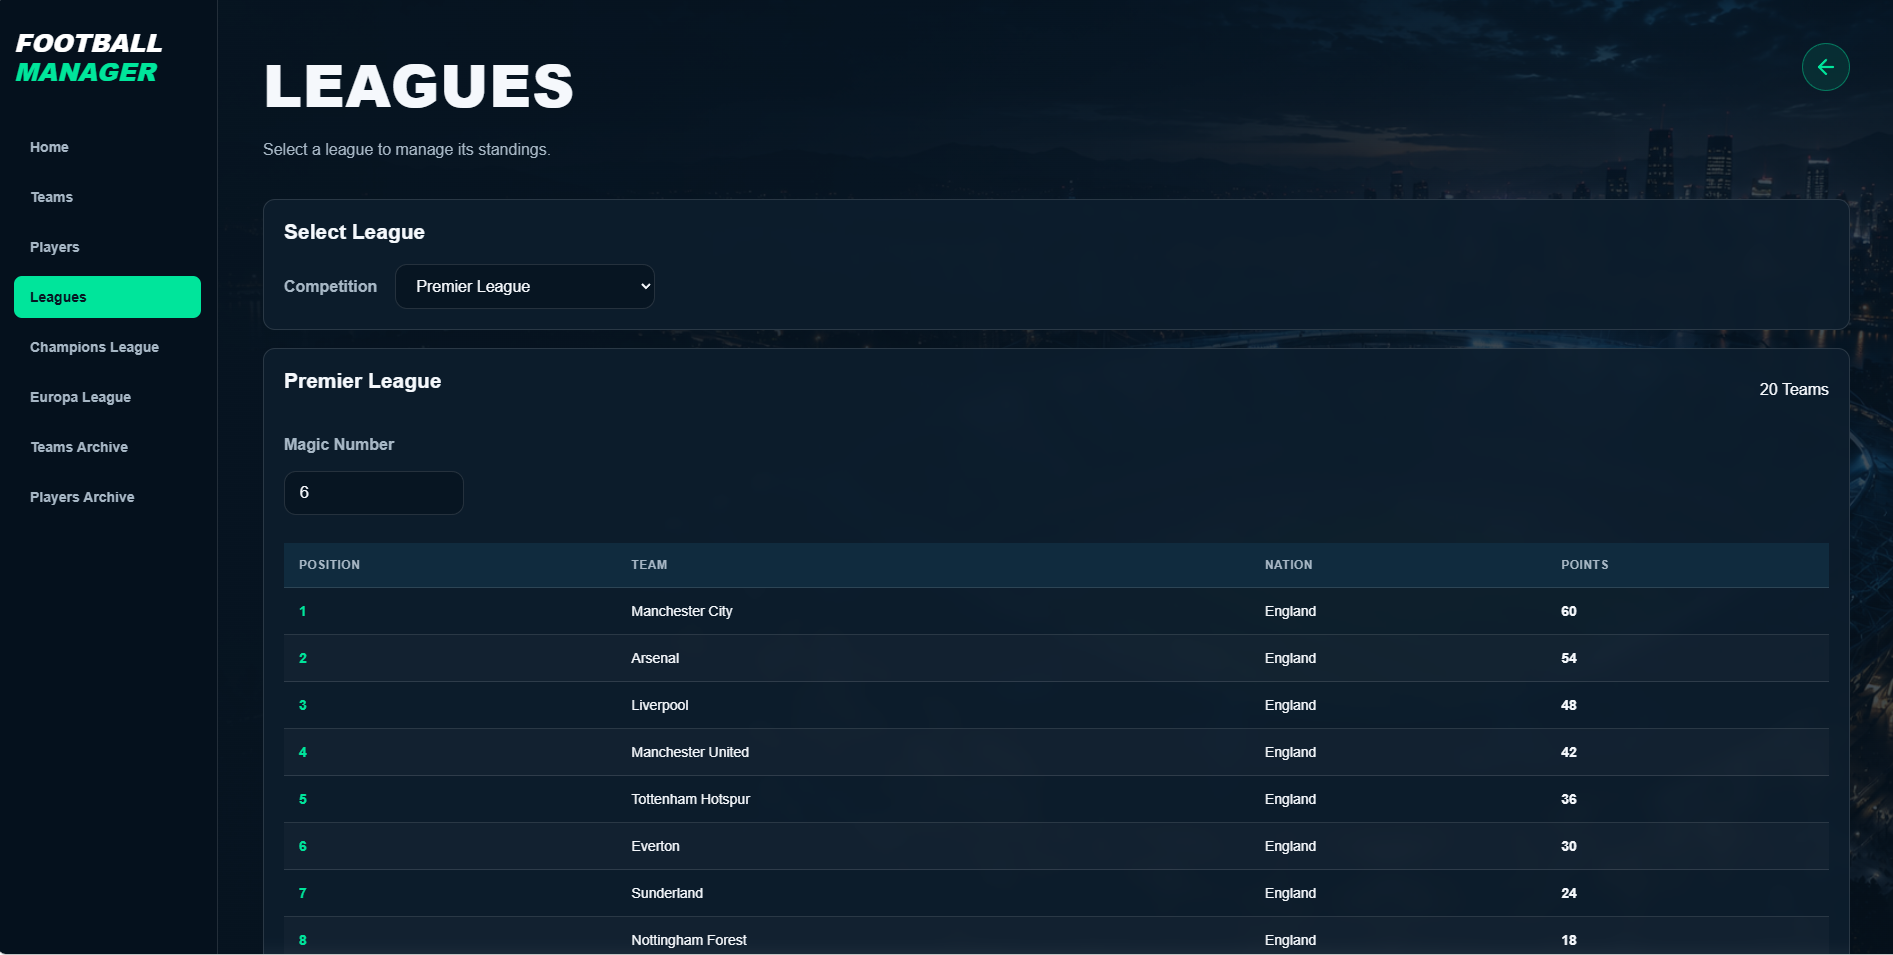 FOOTBALL
MANAGER
Home
Teams
Players
Leagues
Champions League
Europa League
Teams Archive
Players Archive
LEAGUES
Select a league to manage its standings.
Select League
Competition Premier League
Premier League
20 Teams
Magic Number
6
POSITION TEAM NATION POINTS
1 Manchester City England 60
2 Arsenal England 54
3 Liverpool England 48
4 Manchester United England 42
5 Tottenham Hotspur England 36
6 Everton England 30
7 Sunderland England 24
8 Nottingham Forest England 18